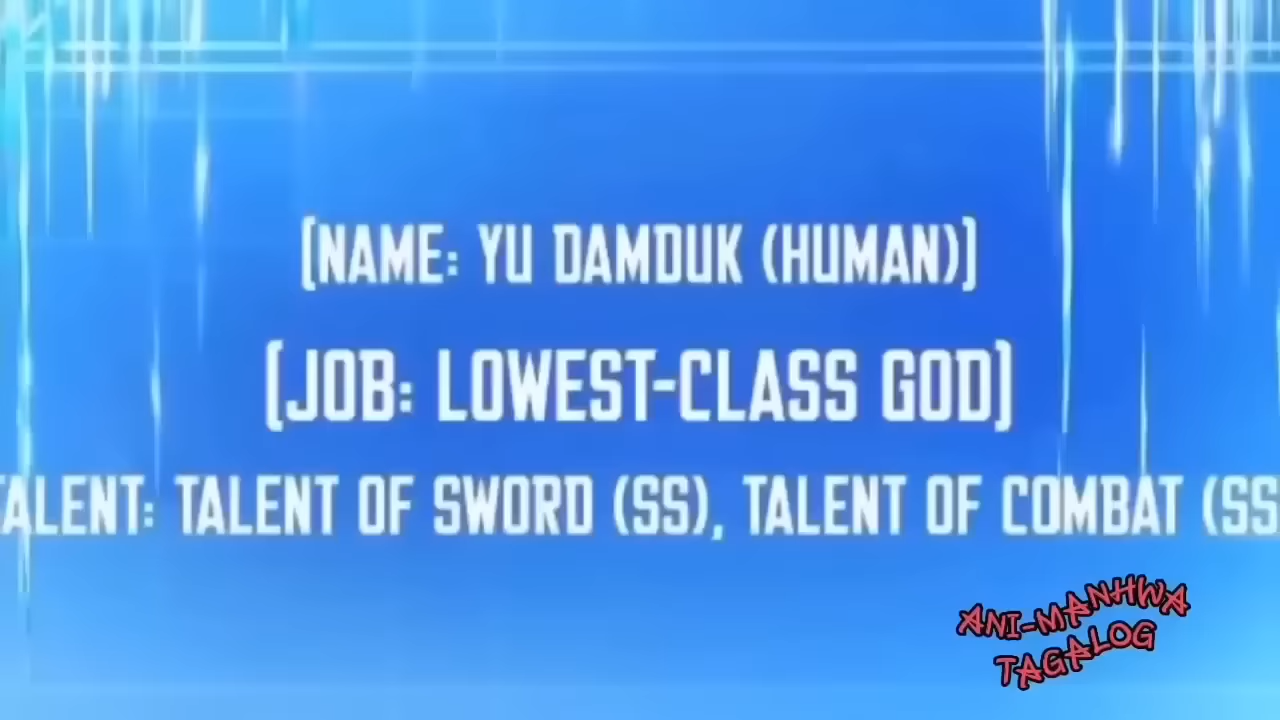 [NAME: YU DAMDUK (HUMAN)]
[JOB: LOWEST-CLASS GOD]
TALENT: TALENT OF SWORD (SS), TALENT OF COMBAT (SS
ANI-MANHWA
TAGALOG